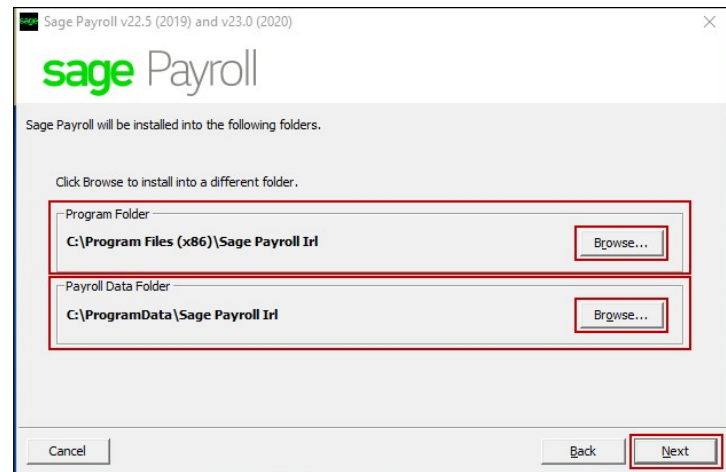 sage Sage Payroll v22.5 (2019) and v23.0 (2020)
sage Payroll
Sage Payroll will be installed into the following folders.
Click Browse to install into a different folder.
Program Folder
C:\Program Files (x86)\Sage Payroll Irl Browse...
Payroll Data Folder
C:\ProgramData\Sage Payroll Irl Browse...
Cancel Back Next